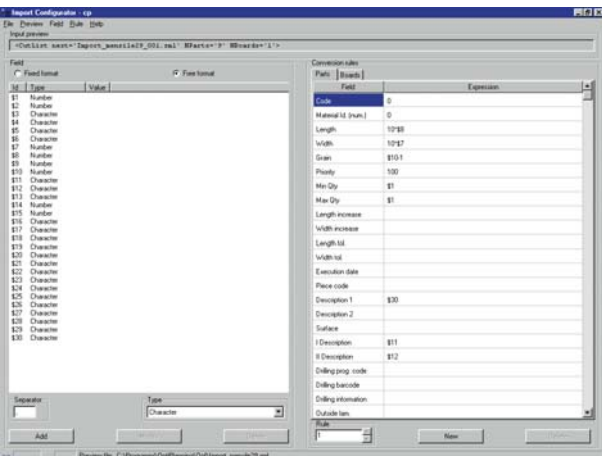 Import Configurator - cp
File Preview Field Rule Help
Input preview
<CutList nest='Import_mensile29_001.xml' NParts='9' NBoards='1'>
Field
Fixed format
Free format
Id Type Value
$1 Number
$2 Number
$3 Character
$4 Character
$5 Character
$6 Character
$7 Number
$8 Number
$9 Number
$10 Number
$11 Character
$12 Character
$13 Character
$14 Number
$15 Number
$16 Character
$17 Character
$18 Character
$19 Character
$20 Character
$21 Character
$22 Character
$23 Character
$24 Character
$25 Character
$26 Character
$27 Character
$28 Character
$29 Character
$30 Character
Separator
Type
Character
Add
Conversion rules
Parts Boards
Field Expression
Code 0
Material Id. (num.) 0
Length 10*$8
Width 10*$7
Grain $10-1
Priority 100
Min Qty $1
Max Qty $1
Length increase
Width increase
Length tol.
Width tol.
Execution date
Piece code
Description 1 $30
Description 2
Surface
I Description $11
II Description $12
Drilling prog. code
Drilling barcode
Drilling information
Outside lam.
Rule
1
New